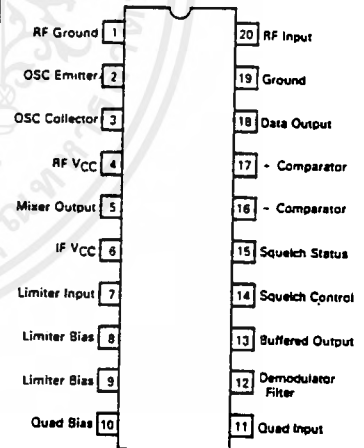 RF Ground 1
OSC Emitter 2
OSC Collector 3
RF VCC 4
Mixer Output 5
IF VCC 6
Limiter Input 7
Limiter Bias 8
Limiter Bias 9
Quad Bias 10
20 RF Input
19 Ground
18 Data Output
17 + Comparator
16 - Comparator
15 Squelch Status
14 Squelch Control
13 Buffered Output
12 Demodulator
Filter
11 Quad Input